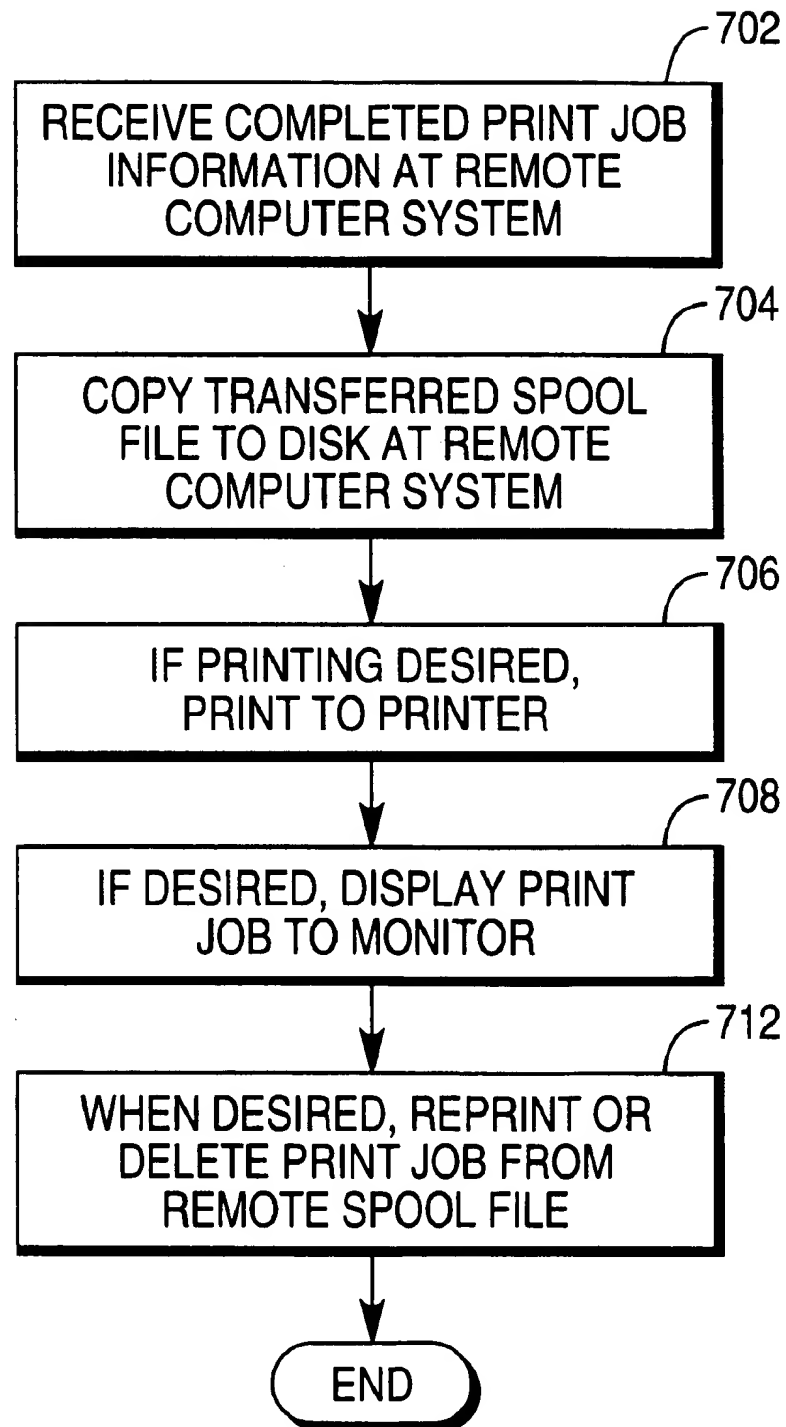 702
RECEIVE COMPLETED PRINT JOB
INFORMATION AT REMOTE
COMPUTER SYSTEM
704
COPY TRANSFERRED SPOOL
FILE TO DISK AT REMOTE
COMPUTER SYSTEM
706
IF PRINTING DESIRED,
PRINT TO PRINTER
708
IF DESIRED, DISPLAY PRINT
JOB TO MONITOR
712
WHEN DESIRED, REPRINT OR
DELETE PRINT JOB FROM
REMOTE SPOOL FILE
END